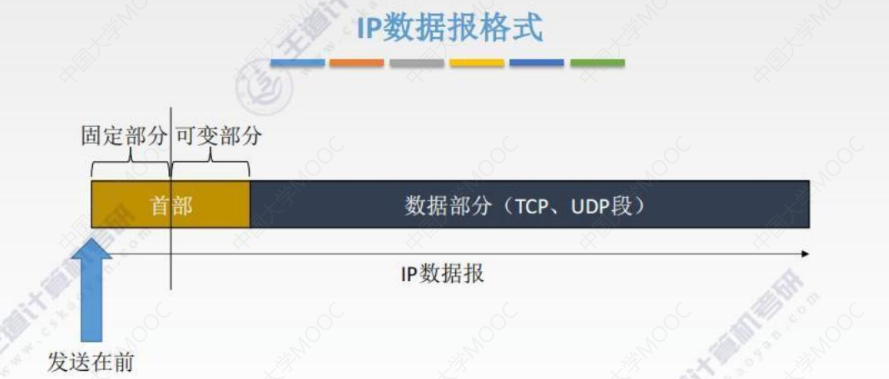 IP数据报格式
固定部分 可变部分
首部 数据部分（TCP、UDP段）
IP数据报
发送在前
中国大学MOOC
王道计算机考研
www.cskaoyan.com